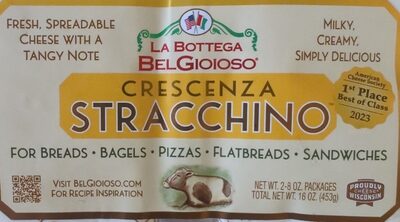 FRESH, SPREADABLE
CHEESE WITH A
TANGY NOTE
LA BOTTEGA
BELGIOIOSO®
MILKY,
CREAMY,
SIMPLY DELICIOUS
CRESCENZA
STRACCHINO™
American
Cheese Society
1st Place
Best of Class
2023
FOR BREADS • BAGELS • PIZZAS • FLATBREADS • SANDWICHES
VISIT BELGIOIOSO.COM
FOR RECIPE INSPIRATION
NET WT. 2-8 OZ. PACKAGES
TOTAL NET WT. 16 OZ. (453g)
PROUDLY
WISCONSIN
CHEESE